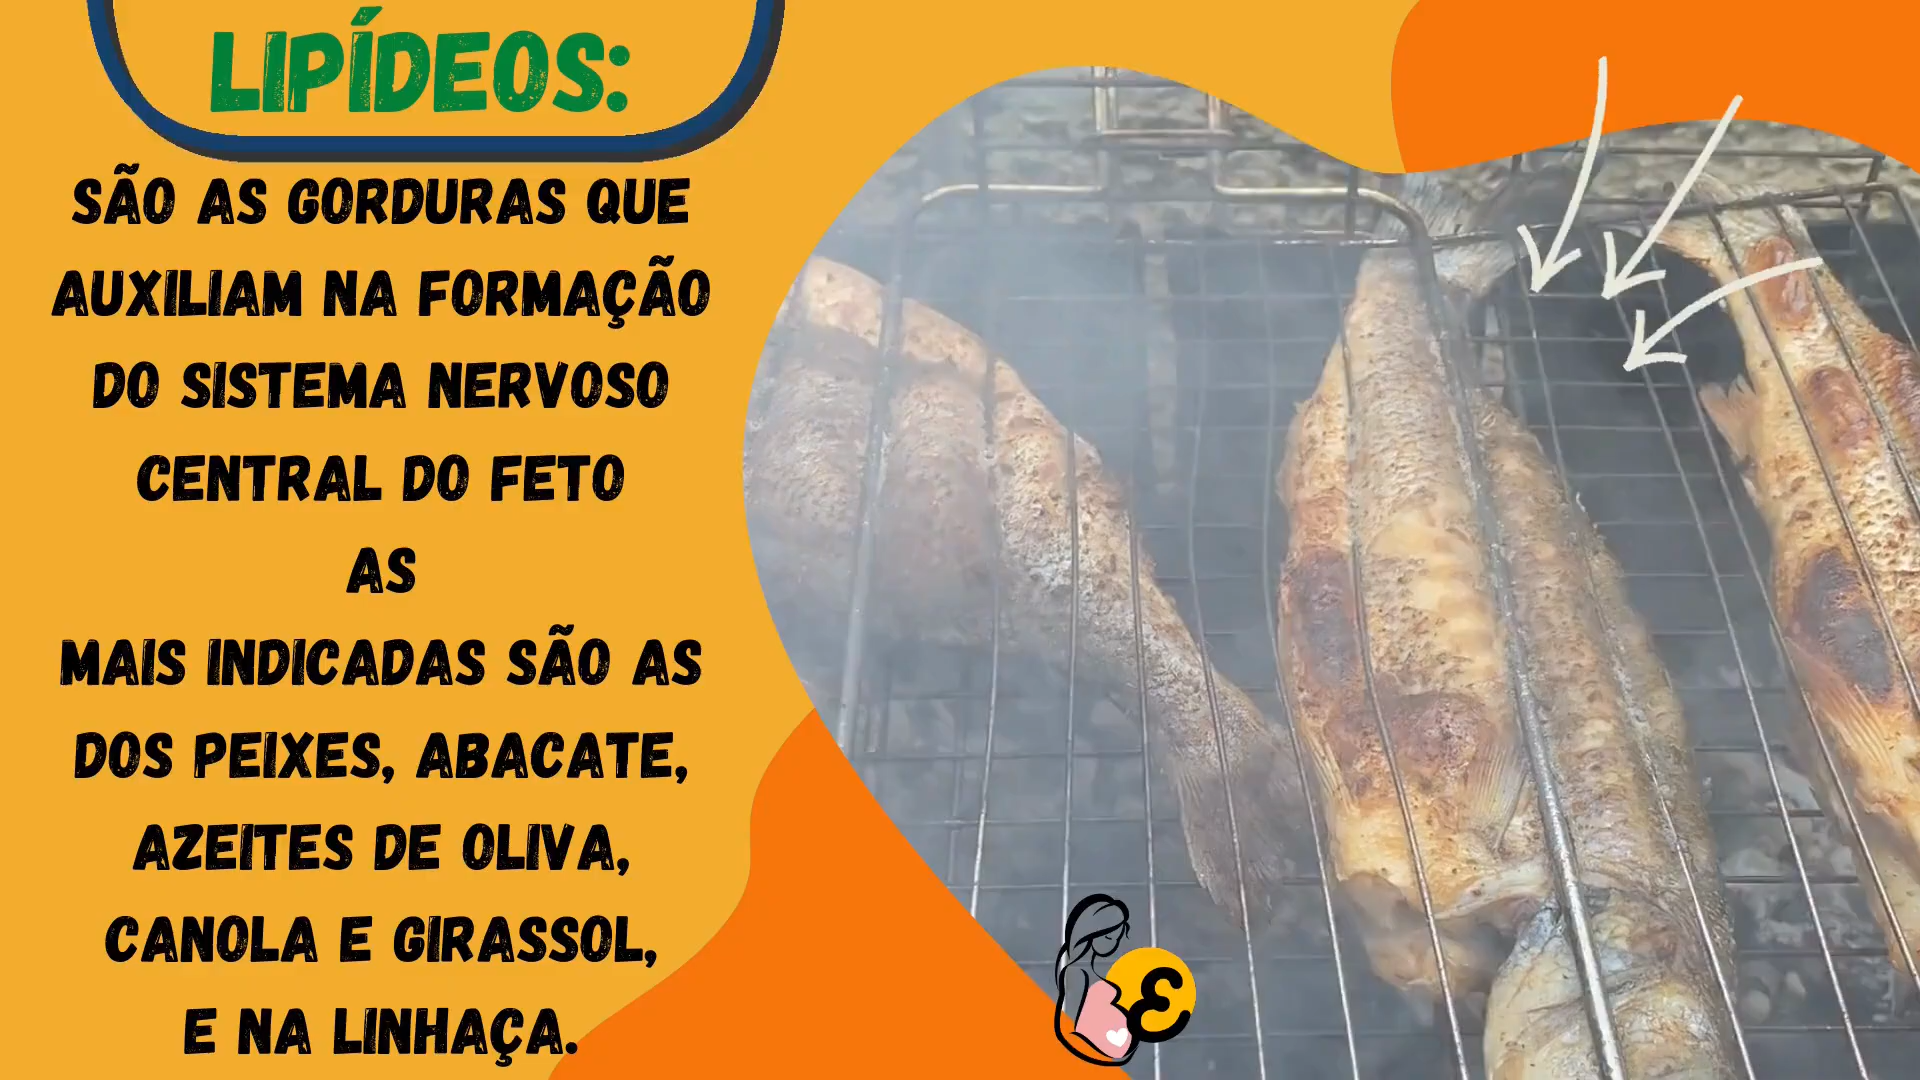 LIPÍDEOS:
SÃO AS GORDURAS QUE
AUXILIAM NA FORMAÇÃO
DO SISTEMA NERVOSO
CENTRAL DO FETO
AS
MAIS INDICADAS SÃO AS
DOS PEIXES, ABACATE,
AZEITES DE OLIVA,
CANOLA E GIRASSOL,
E NA LINHAÇA.